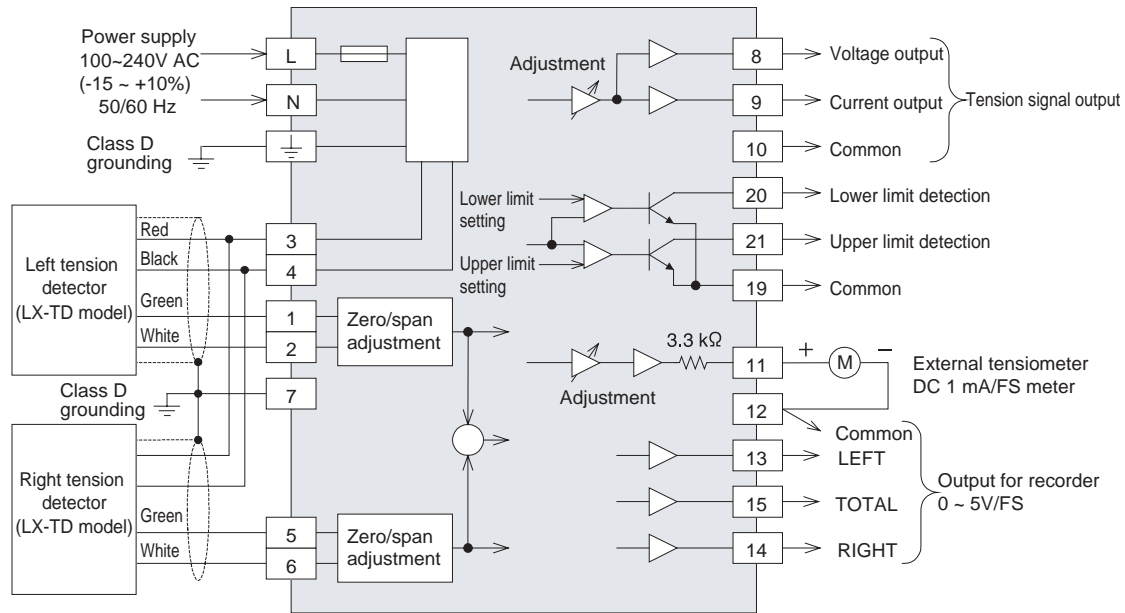 Power supply
100~240V AC
(-15 ~ +10%)
50/60 Hz
L
N
Class D
grounding
Left tension
detector
(LX-TD model)
Red
Black
Green
White
3
4
1
2
7
Zero/span
adjustment
Class D
grounding
Right tension
detector
(LX-TD model)
Green
White
5
6
Zero/span
adjustment
Adjustment
8
Voltage output
9
Current output
10
Common
Tension signal output
Lower limit
setting
Upper limit
setting
20
Lower limit detection
21
Upper limit detection
19
Common
Adjustment
3.3 kΩ
11
+
M
−
External tensiometer
DC 1 mA/FS meter
12
Common
13
LEFT
15
TOTAL
14
RIGHT
Output for recorder
0 ~ 5V/FS